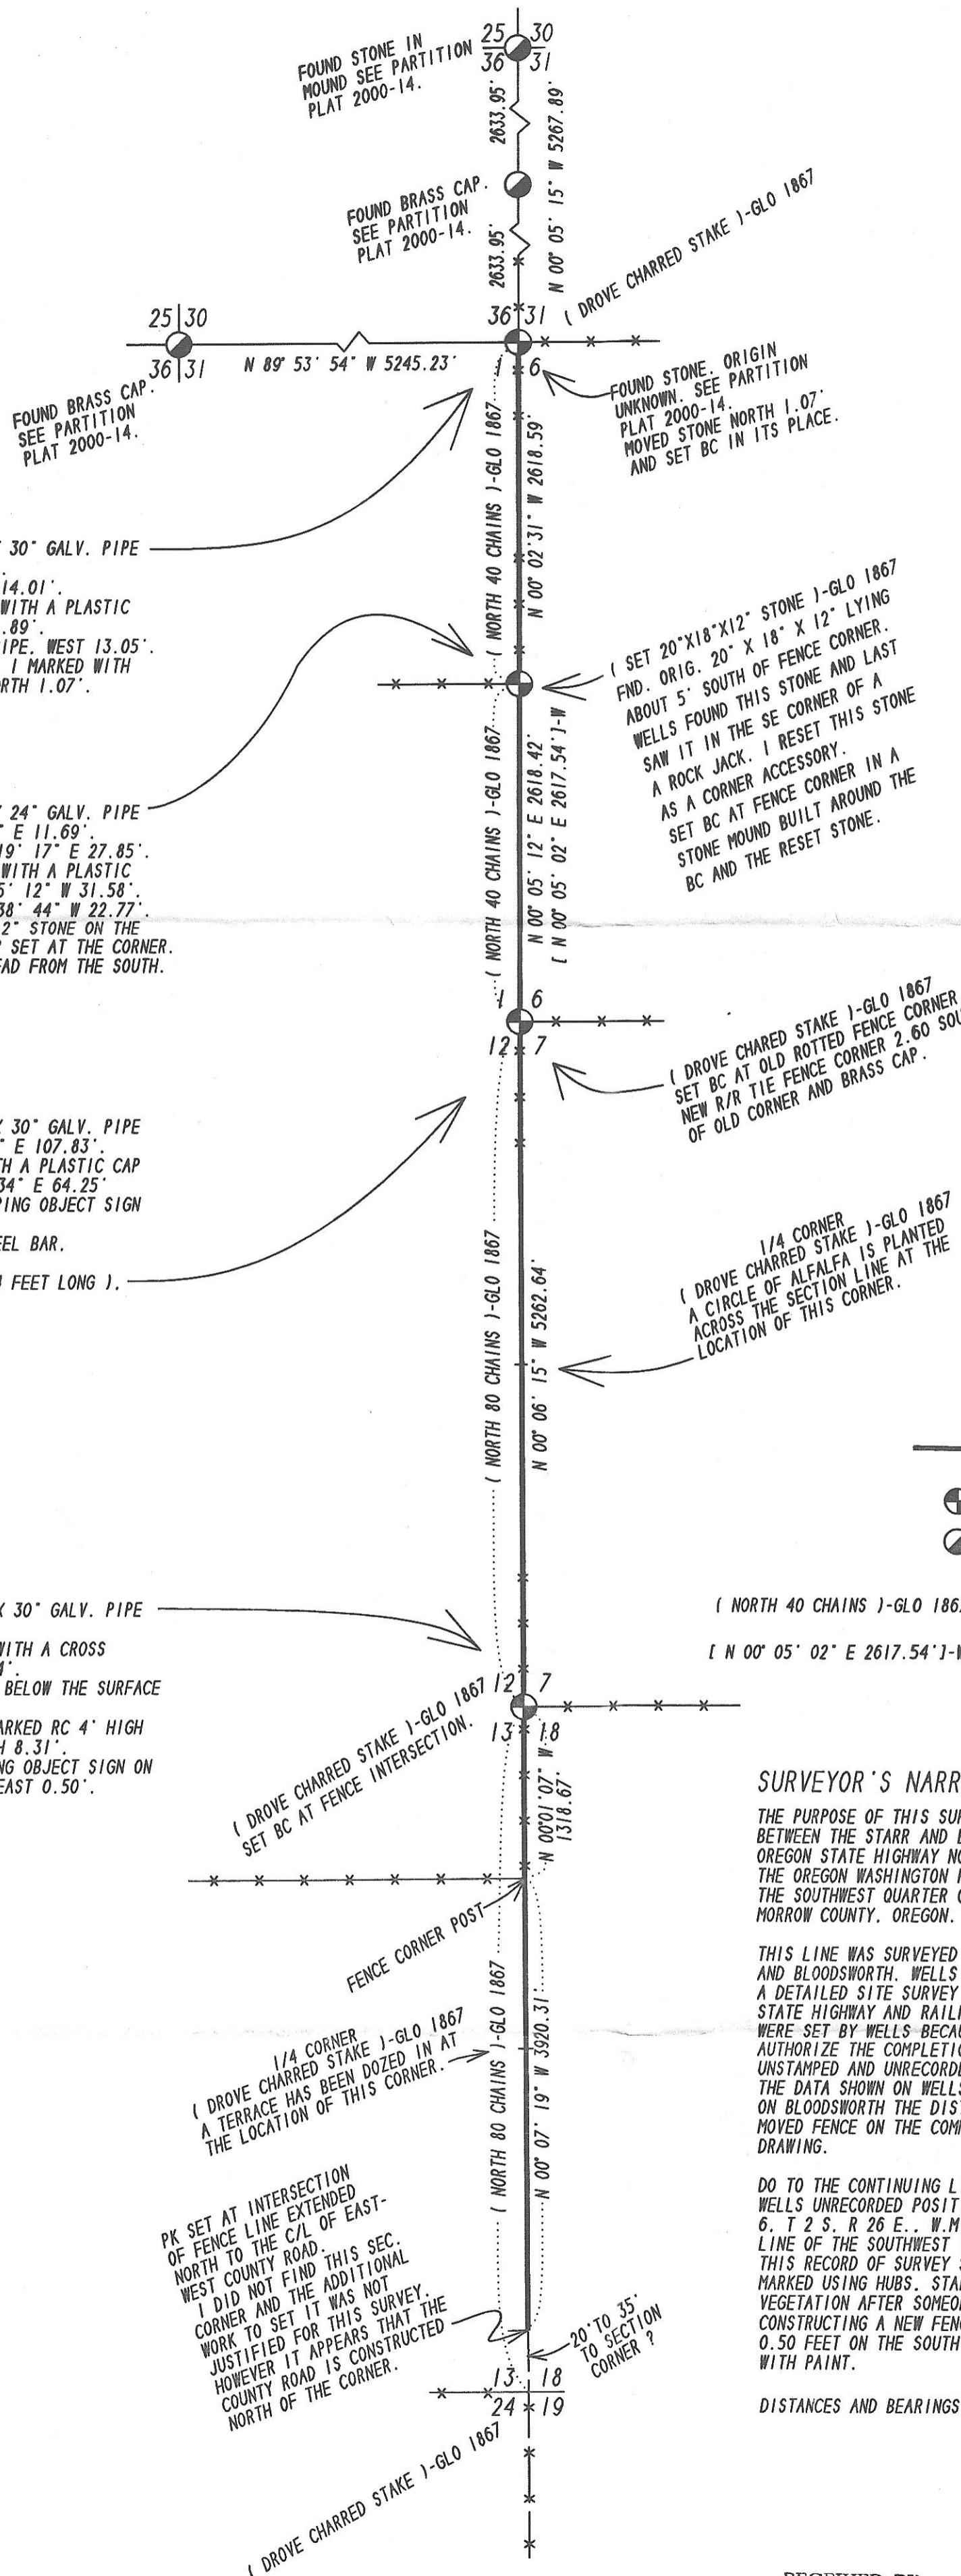 25 30
36 31
FOUND STONE IN
MOUND SEE PARTITION
PLAT 2000-14.
2633.95'
N 00° 05' 15" W 5267.89'
FOUND BRASS CAP.
SEE PARTITION
PLAT 2000-14.
2633.95'
( DROVE CHARRED STAKE )-GLO 1867
25 30
36 31
N 89° 53' 54" W 5245.23'
36 31
1 6
FOUND BRASS CAP.
SEE PARTITION
PLAT 2000-14.
FOUND STONE. ORIGIN
UNKNOWN. SEE PARTITION
PLAT 2000-14.
MOVED STONE NORTH 1.07'
AND SET BC IN ITS PLACE.
( NORTH 40 CHAINS )-GLO 1867
N 00° 02'31" W 2618.59'
30" GALV. PIPE
14.01'.
WITH A PLASTIC
.89'.
IPE. WEST 13.05'.
I MARKED WITH
RTH 1.07'.
( SET 20"X18"X12" STONE )-GLO 1867
FND. ORIG. 20" X 18" X 12" LYING
ABOUT 5' SOUTH OF FENCE CORNER.
WELLS FOUND THIS STONE AND LAST
SAW IT IN THE SE CORNER OF A
A ROCK JACK. I RESET THIS STONE
AS A CORNER ACCESSORY.
SET BC AT FENCE CORNER IN A
STONE MOUND BUILT AROUND THE
BC AND THE RESET STONE.
24" GALV. PIPE
" E 11.69'.
19' 17" E 27.85'.
WITH A PLASTIC
5' 12" W 31.58'.
38' 44" W 22.77'.
2" STONE ON THE
SET AT THE CORNER.
EAD FROM THE SOUTH.
( NORTH 40 CHAINS )-GLO 1867
N 00° 05' 12" E 2618.42'
[ N 00° 05' 02" E 2617.54']-W
1 6
12 7
( DROVE CHARED STAKE )-GLO 1867
SET BC AT OLD ROTTED FENCE CORNER
NEW R/R TIE FENCE CORNER 2.60 SOU
OF OLD CORNER AND BRASS CAP.
X 30" GALV. PIPE
" E 107.83'.
TH A PLASTIC CAP
34" E 64.25'
PING OBJECT SIGN
EEL BAR.
FEET LONG ).
( NORTH 80 CHAINS )-GLO 1867
N 00° 06' 15" W 5262.64'
1/4 CORNER
( DROVE CHARRED STAKE )-GLO 1867
A CIRCLE OF ALFALFA IS PLANTED
ACROSS THE SECTION LINE AT THE
LOCATION OF THIS CORNER.
( NORTH 40 CHAINS )-GLO 186
[ N 00° 05' 02" E 2617.54']-W
X 30" GALV. PIPE
WITH A CROSS
BELOW THE SURFACE
ARKED RC 4' HIGH
H 8.31'.
NG OBJECT SIGN ON
EAST 0.50'.
12 7
13 18
( DROVE CHARRED STAKE )-GLO 1867
SET BC AT FENCE INTERSECTION.
N 00°01'07" W
1318.67'
FENCE CORNER POST
SURVEYOR'S NARR
THE PURPOSE OF THIS SUR
BETWEEN THE STARR AND
OREGON STATE HIGHWAY NO
THE OREGON WASHINGTON
THE SOUTHWEST QUARTER
MORROW COUNTY. OREGON.
THIS LINE WAS SURVEYED
AND BLOODSWORTH. WELLS
A DETAILED SITE SURVEY
STATE HIGHWAY AND RAIL
WERE SET BY WELLS BECAU
AUTHORIZE THE COMPLETIO
UNSTAMPED AND UNRECORDE
THE DATA SHOWN ON WELLS
ON BLOODSWORTH THE DIST
MOVED FENCE ON THE COM
DRAWING.
DO TO THE CONTINUING L
WELLS UNRECORDED POSIT
6. T 2 S. R 26 E.. W.M
LINE OF THE SOUTHWEST
THIS RECORD OF SURVEY
MARKED USING HUBS. STA
VEGETATION AFTER SOMEO
CONSTRUCTING A NEW FENC
0.50 FEET ON THE SOUTH
WITH PAINT.
DISTANCES AND BEARINGS
( NORTH 80 CHAINS )-GLO 1867
N 00° 07' 19" W 3920.31'
1/4 CORNER
( DROVE CHARRED STAKE )-GLO 1867
A TERRACE HAS BEEN DOZED IN AT
THE LOCATION OF THIS CORNER.
PK SET AT INTERSECTION
OF FENCE LINE EXTENDED
NORTH TO THE C/L OF EAST-
WEST COUNTY ROAD.
I DID NOT FIND THIS SEC.
CORNER AND THE ADDITIONAL
WORK TO SET IT WAS NOT
JUSTIFIED FOR THIS SURVEY.
HOWEVER IT APPEARS THAT THE
COUNTY ROAD IS CONSTRUCTED
NORTH OF THE CORNER.
20' TO 35'
TO SECTION
CORNER ?
13 18
24 19
( DROVE CHARRED STAKE )-GLO 1867